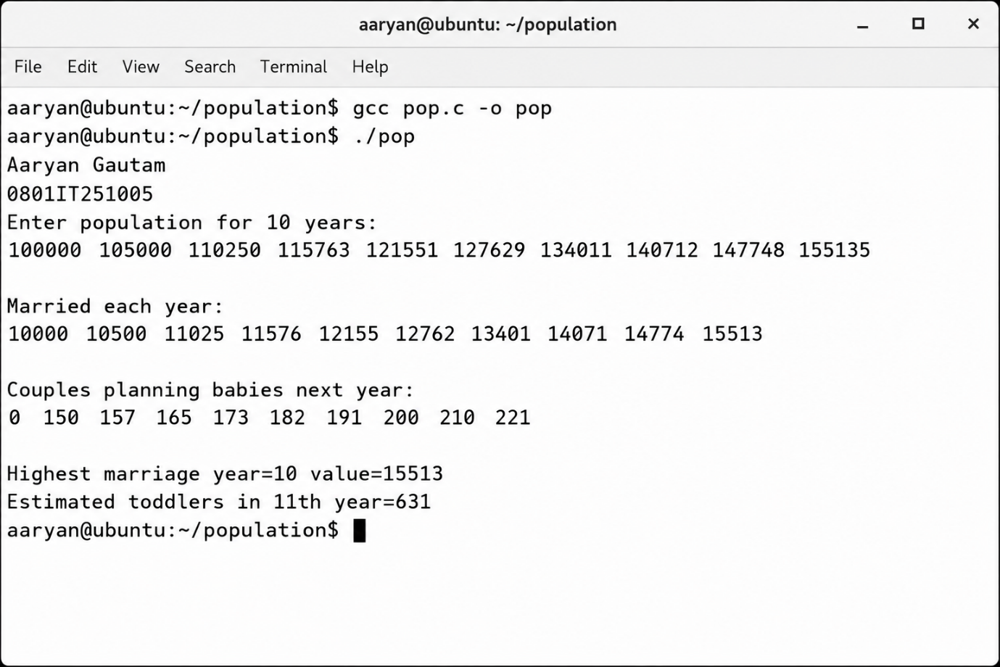 aaryan@ubuntu: ~/population
File Edit View Search Terminal Help
aaryan@ubuntu:~/population$ gcc pop.c -o pop
aaryan@ubuntu:~/population$ ./pop
Aaryan Gautam
0801IT251005
Enter population for 10 years:
100000 105000 110250 115763 121551 127629 134011 140712 147748 155135
Married each year:
10000 10500 11025 11576 12155 12762 13401 14071 14774 15513
Couples planning babies next year:
0 150 157 165 173 182 191 200 210 221
Highest marriage year=10 value=15513
Estimated toddlers in 11th year=631
aaryan@ubuntu:~/population$